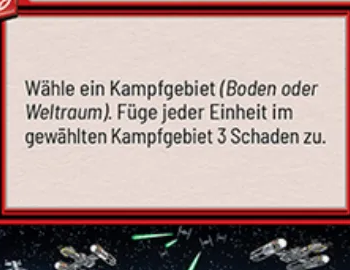 Wähle ein Kampfgebiet (Boden oder
Weltraum). Füge jeder Einheit im
gewählten Kampfgebiet 3 Schaden zu.